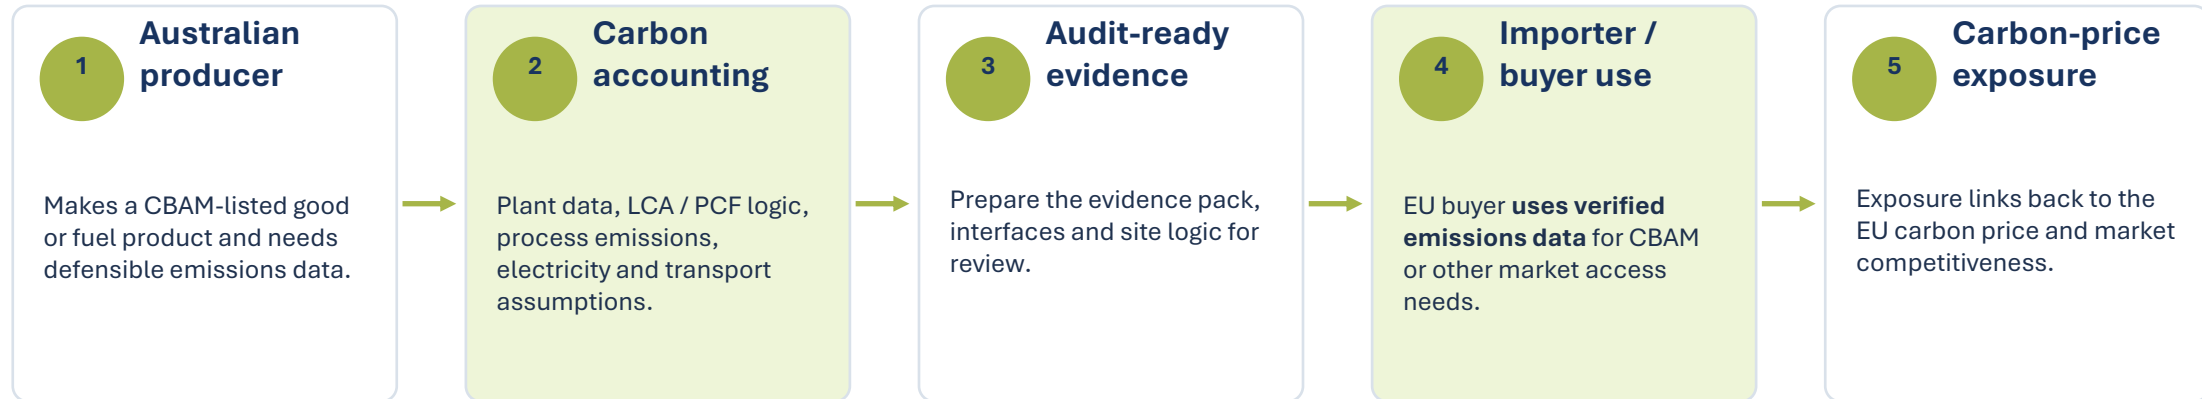 1
Australian
producer
Makes a CBAM-listed good
or fuel product and needs
defensible emissions data.
2
Carbon
accounting
Plant data, LCA / PCF logic,
process emissions,
electricity and transport
assumptions.
3
Audit-ready
evidence
Prepare the evidence pack,
interfaces and site logic for
review.
4
Importer /
buyer use
EU buyer uses verified
emissions data for CBAM
or other market access
needs.
5
Carbon-price
exposure
Exposure links back to the
EU carbon price and market
competitiveness.